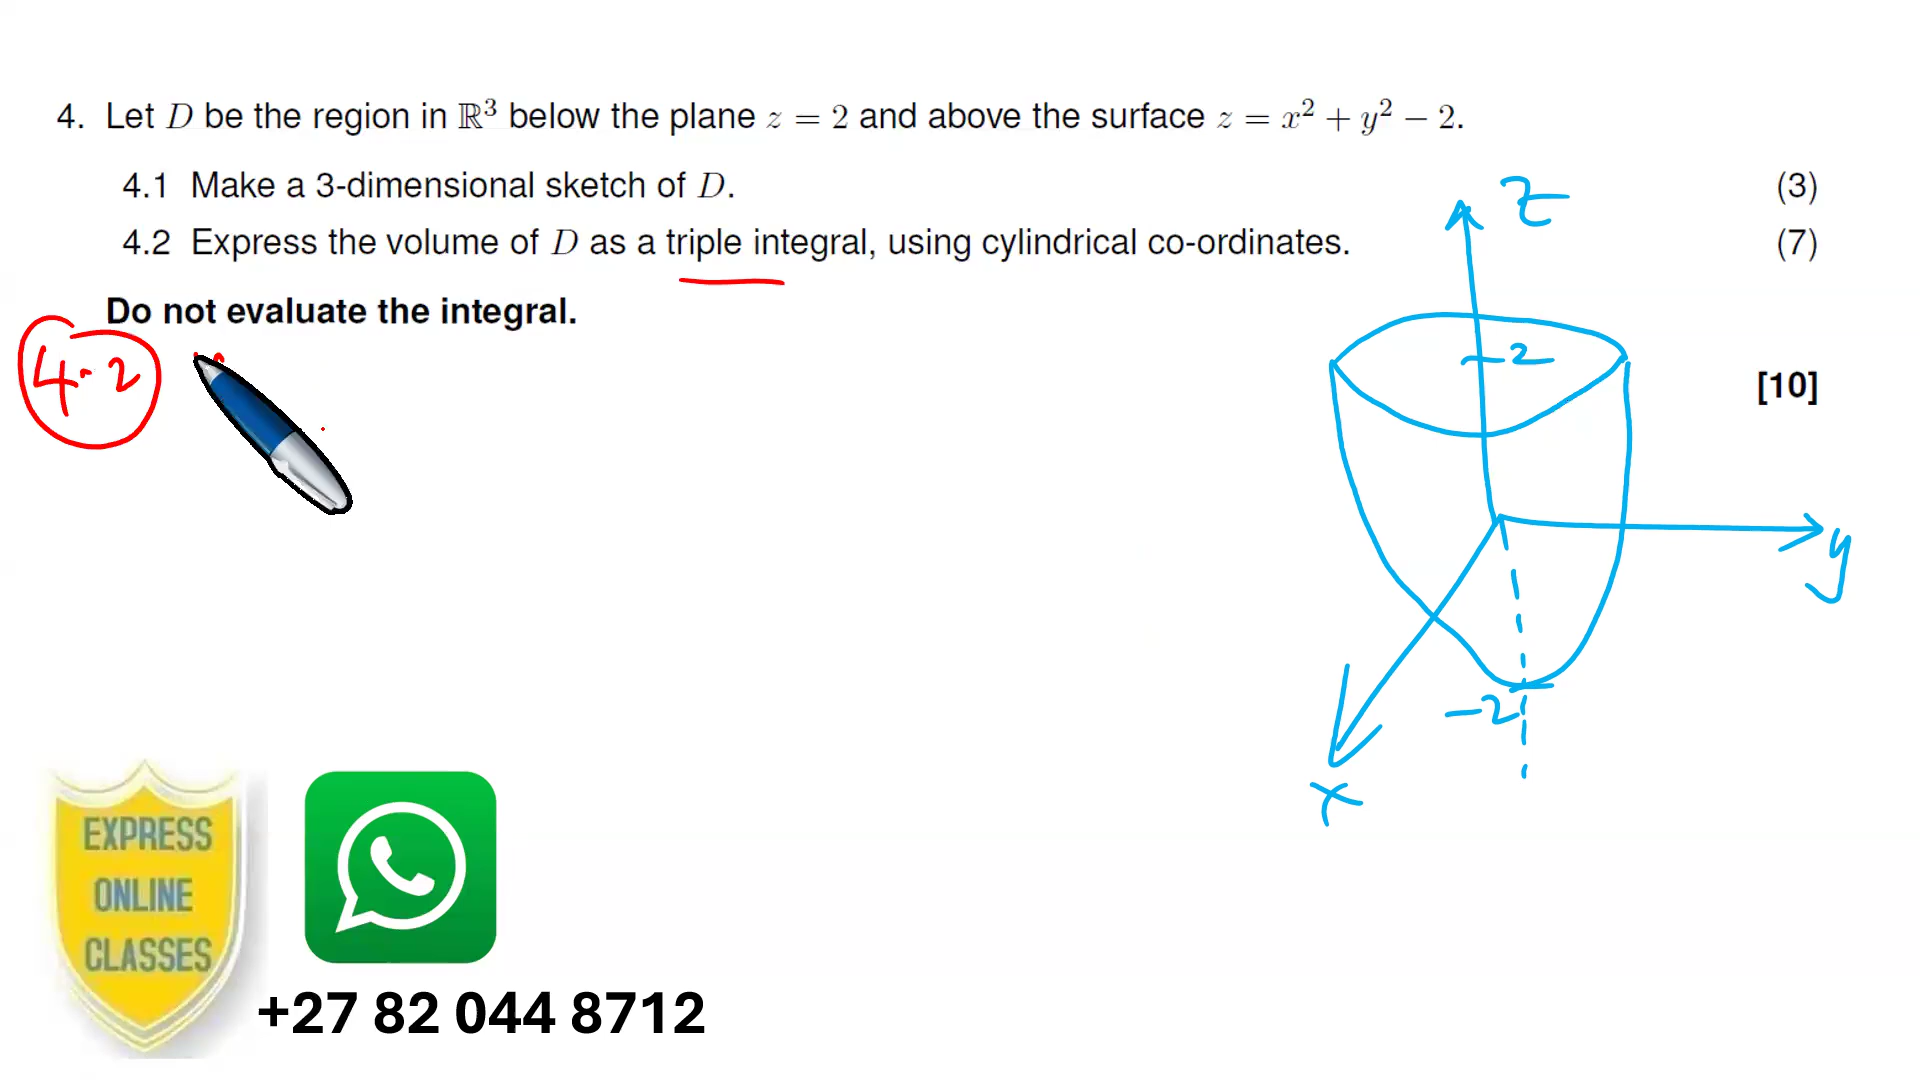 4. Let D be the region in ℝ³ below the plane z = 2 and above the surface z = x² + y² − 2.
4.1 Make a 3-dimensional sketch of D. (3)
4.2 Express the volume of D as a triple integral, using cylindrical co-ordinates. (7)
Do not evaluate the integral.
[10]
4.2
z
2
y
-2
x
EXPRESS
ONLINE
CLASSES
+27 82 044 8712